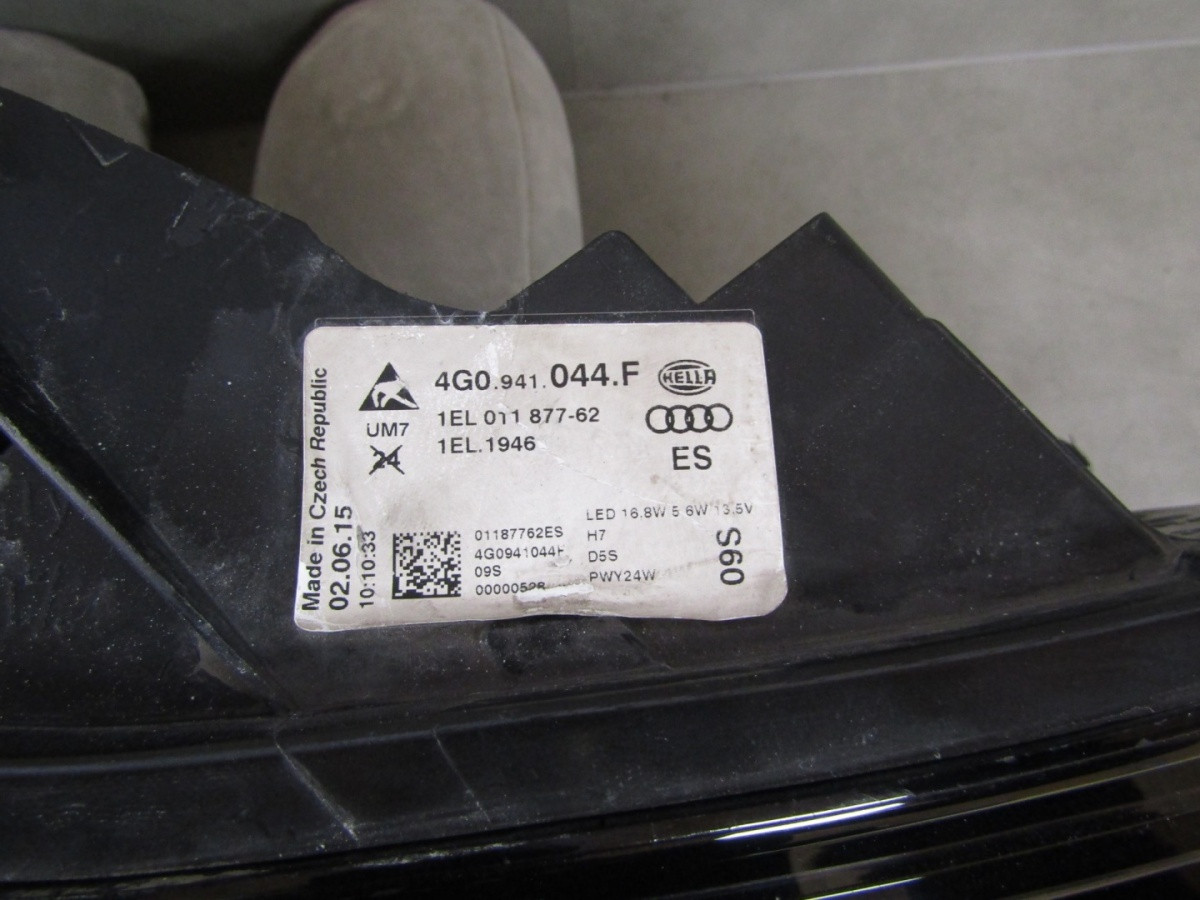 4G0.941.044.F
HELLA
UM7
1EL 011 877-62
24
1EL.1946
ES
Made in Czech Republic
02.06.15
10:10:33
01187762ES
4G0941044F
09S
LED 16.8W 5.6W 13.5V
H7
D5S
PWY24W
09S